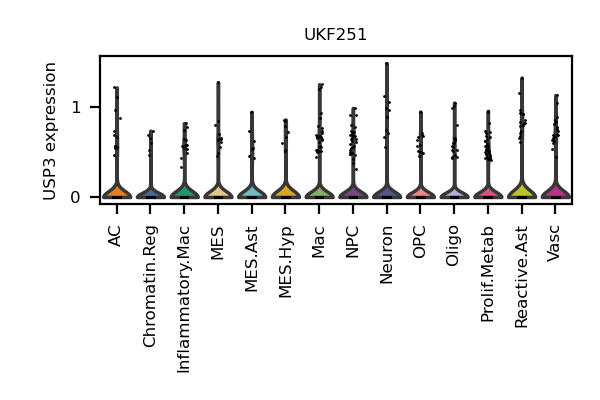 UKF251
USP3 expression
1
0
AC
Chromatin.Reg
Inflammatory.Mac
MES
MES.Ast
MES.Hyp
Mac
NPC
Neuron
OPC
Oligo
Prolif.Metab
Reactive.Ast
Vasc